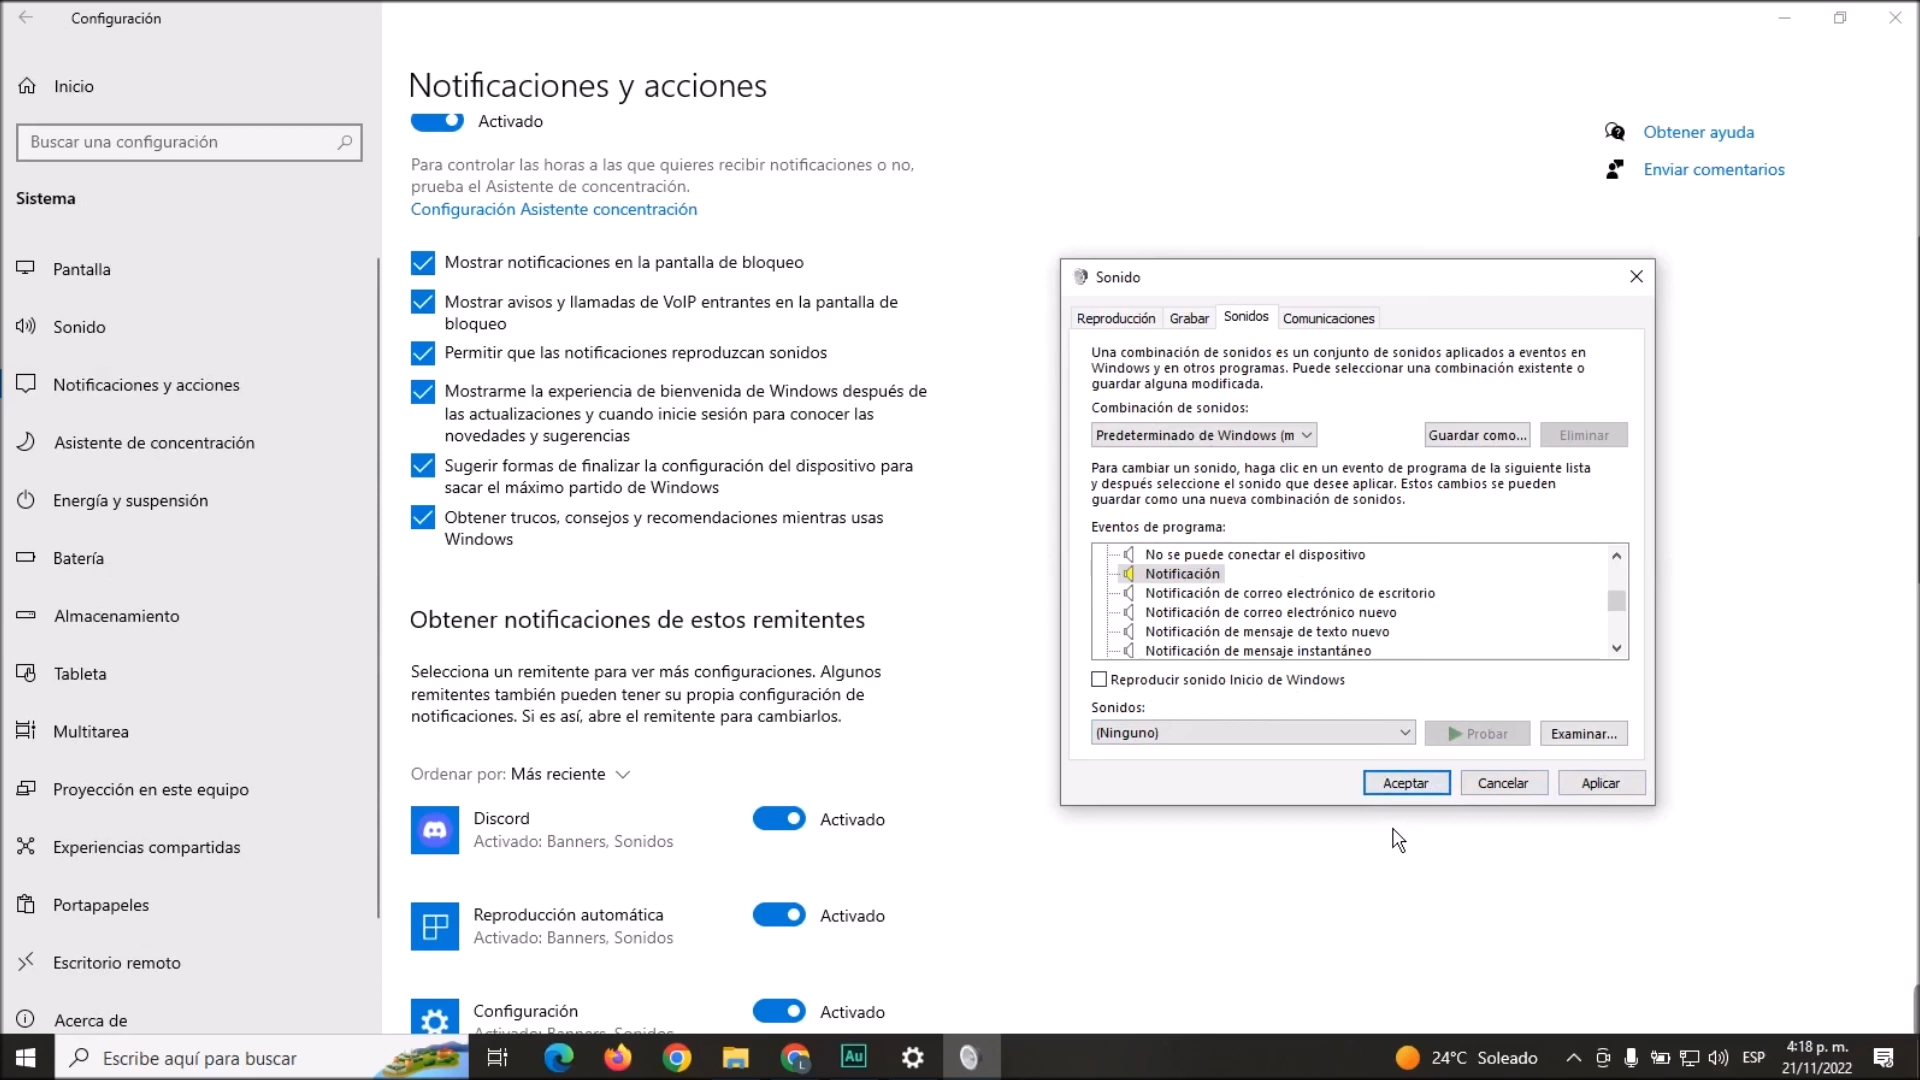 Configuración
Inicio
Buscar una configuración
Sistema
Pantalla
Sonido
Notificaciones y acciones
Asistente de concentración
Energía y suspensión
Batería
Almacenamiento
Tableta
Multitarea
Proyección en este equipo
Experiencias compartidas
Portapapeles
Escritorio remoto
Acerca de
Notificaciones y acciones
Activado
Para controlar las horas a las que quieres recibir notificaciones o no,
prueba el Asistente de concentración.
Configuración Asistente concentración
Mostrar notificaciones en la pantalla de bloqueo
Mostrar avisos y llamadas de VoIP entrantes en la pantalla de
bloqueo
Permitir que las notificaciones reproduzcan sonidos
Mostrarme la experiencia de bienvenida de Windows después de
las actualizaciones y cuando inicie sesión para conocer las
novedades y sugerencias
Sugerir formas de finalizar la configuración del dispositivo para
sacar el máximo partido de Windows
Obtener trucos, consejos y recomendaciones mientras usas
Windows
Obtener notificaciones de estos remitentes
Selecciona un remitente para ver más configuraciones. Algunos
remitentes también pueden tener su propia configuración de
notificaciones. Si es así, abre el remitente para cambiarlos.
Ordenar por: Más reciente
Discord
Activado: Banners, Sonidos
Activado
Reproducción automática
Activado: Banners, Sonidos
Activado
Configuración
Activado: Banners, Sonidos
Activado
Obtener ayuda
Enviar comentarios
Sonido
Reproducción Grabar Sonidos Comunicaciones
Una combinación de sonidos es un conjunto de sonidos aplicados a eventos en
Windows y en otros programas. Puede seleccionar una combinación existente o
guardar alguna modificada.
Combinación de sonidos:
Predeterminado de Windows (m Guardar como... Eliminar
Para cambiar un sonido, haga clic en un evento de programa de la siguiente lista
y después seleccione el sonido que desee aplicar. Estos cambios se pueden
guardar como una nueva combinación de sonidos.
Eventos de programa:
No se puede conectar el dispositivo
Notificación
Notificación de correo electrónico de escritorio
Notificación de correo electrónico nuevo
Notificación de mensaje de texto nuevo
Notificación de mensaje instantáneo
Reproducir sonido Inicio de Windows
Sonidos:
(Ninguno) Probar Examinar...
Aceptar Cancelar Aplicar
Escribe aquí para buscar
L
Au
24°C Soleado
ESP
4:18 p. m.
21/11/2022